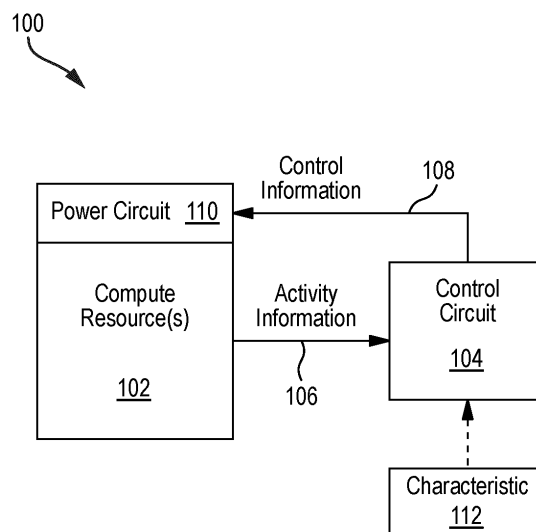 100
Control
Information
108
Power Circuit 110
Compute
Resource(s)
102
Activity
Information
106
Control
Circuit
104
Characteristic
112